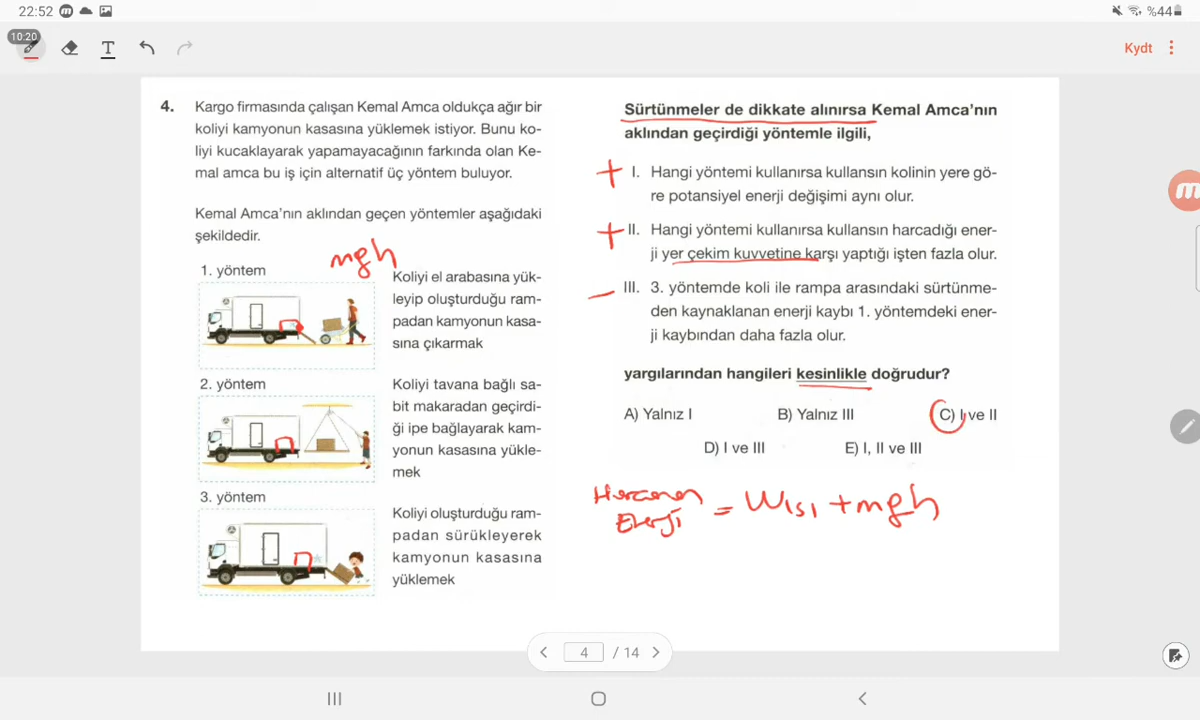 22:52
%44
10:20
T
Kydt
4. Kargo firmasında çalışan Kemal Amca oldukça ağır bir
koliyi kamyonun kasasına yüklemek istiyor. Bunu ko-
liyi kucaklayarak yapamayacağının farkında olan Ke-
mal amca bu iş için alternatif üç yöntem buluyor.
Kemal Amca'nın aklından geçen yöntemler aşağıdaki
şekildedir.
mgh
1. yöntem
Koliyi el arabasına yük-
leyip oluşturduğu ram-
padan kamyonun kasa-
sına çıkarmak
2. yöntem
Koliyi tavana bağlı sa-
bit makaradan geçirdi-
ği ipe bağlayarak kam-
yonun kasasına yükle-
mek
3. yöntem
Koliyi oluşturduğu ram-
padan sürükleyerek
kamyonun kasasına
yüklemek
Sürtünmeler de dikkate alınırsa Kemal Amca'nın
aklından geçirdiği yöntemle ilgili,
+ I. Hangi yöntemi kullanırsa kullansın kolinin yere gö-
re potansiyel enerji değişimi aynı olur.
+ II. Hangi yöntemi kullanırsa kullansın harcadığı ener-
ji yer çekim kuvvetine karşı yaptığı işten fazla olur.
– III. 3. yöntemde koli ile rampa arasındaki sürtünme-
den kaynaklanan enerji kaybı 1. yöntemdeki ener-
ji kaybından daha fazla olur.
yargılarından hangileri kesinlikle doğrudur?
A) Yalnız I B) Yalnız III C) I ve II
D) I ve III E) I, II ve III
Harcanan
Enerji = Wısı + mgh
4 / 14